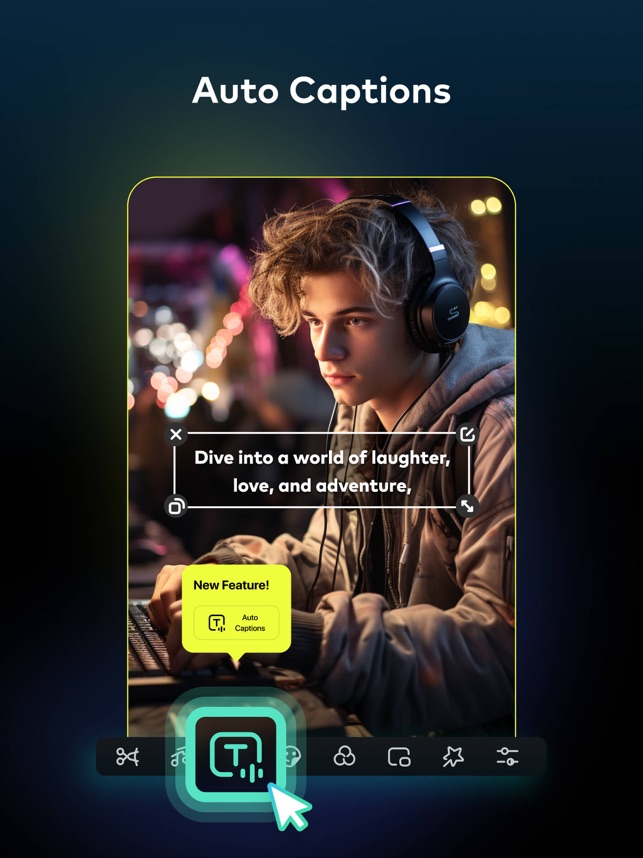 Auto Captions
Dive into a world of laughter,
love, and adventure,
New Feature!
Auto
Captions
T